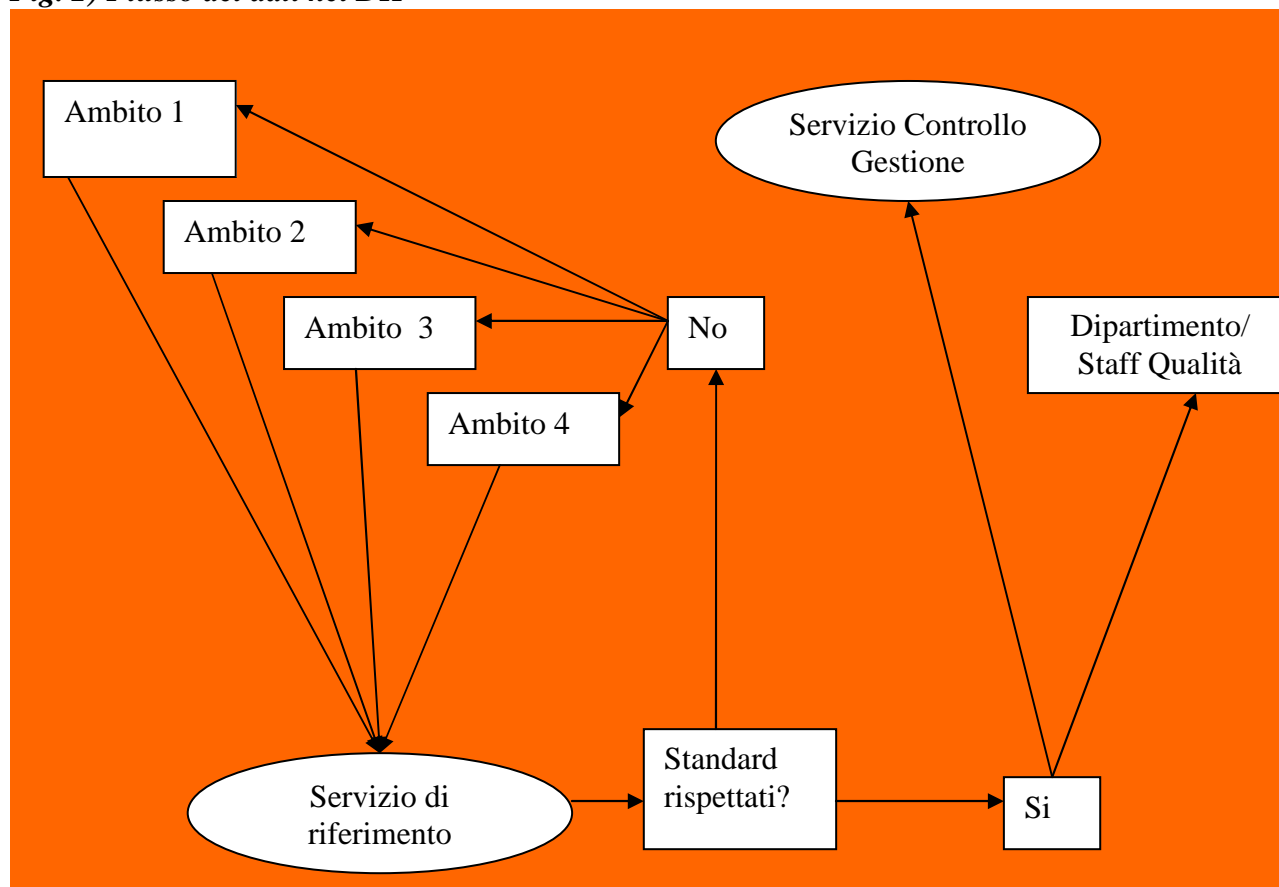 Ambito 1
Servizio Controllo
Gestione
Ambito 2
Ambito  3
No
Dipartimento/
Staff Qualità
Ambito 4
Standard
rispettati?
Servizio di
riferimento
Si